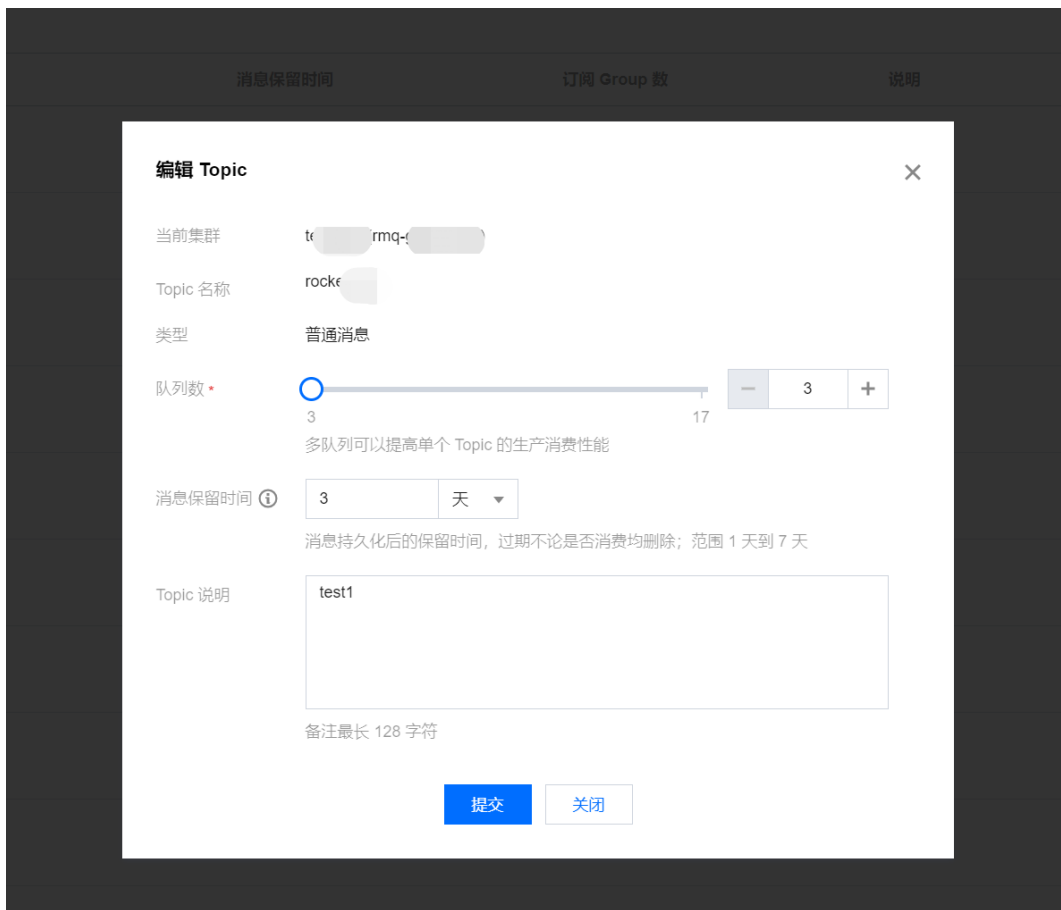 消息保留时间 订阅 Group 数 说明
编辑 Topic
当前集群 rmq-
Topic 名称 rocke
类型 普通消息
队列数 * 3
3 17
多队列可以提高单个 Topic 的生产消费性能
消息保留时间 3 天
消息持久化后的保留时间，过期不论是否消费均删除；范围 1 天到 7 天
Topic 说明 test1
备注最长 128 字符
提交 关闭